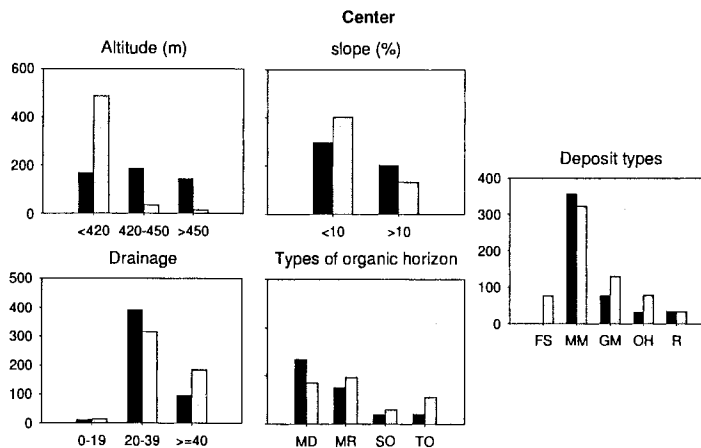 Center
Altitude (m)
slope (%)
600
400
200
0
<420 420-450 >450
<10 >10
Deposit types
400
300
200
100
0
FS MM GM OH R
Drainage
Types of organic horizon
500
400
300
200
100
0
0-19 20-39 >=40
MD MR SO TO